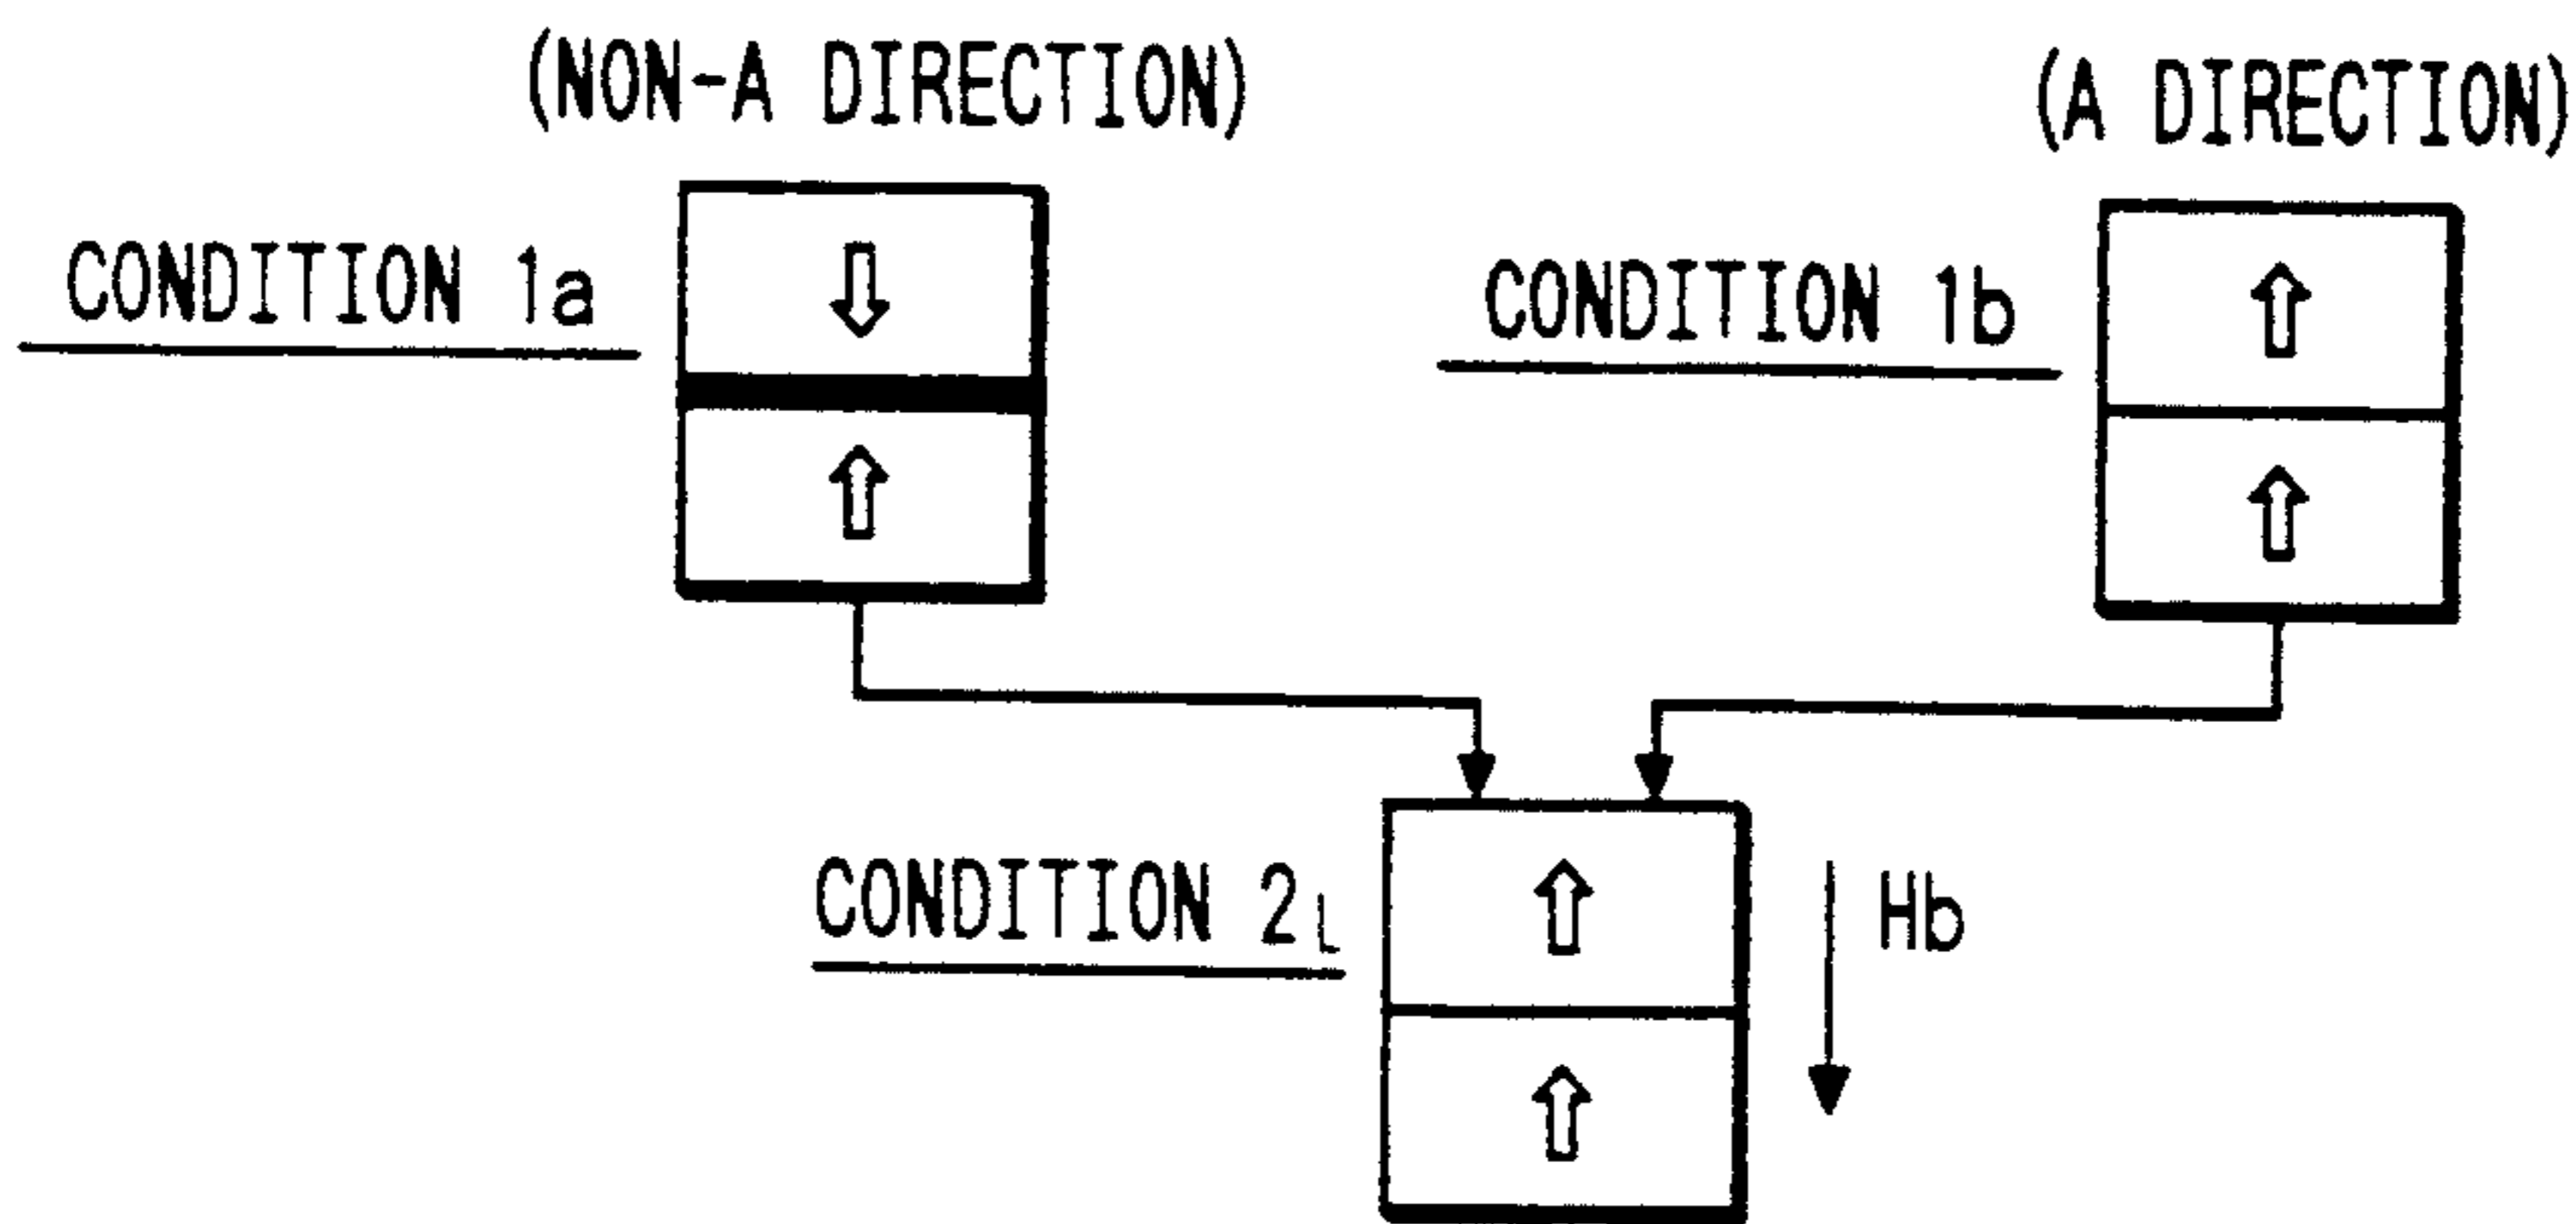 (NON-A DIRECTION)
(A DIRECTION)
CONDITION 1a
CONDITION 1b
CONDITION 2L
Hb